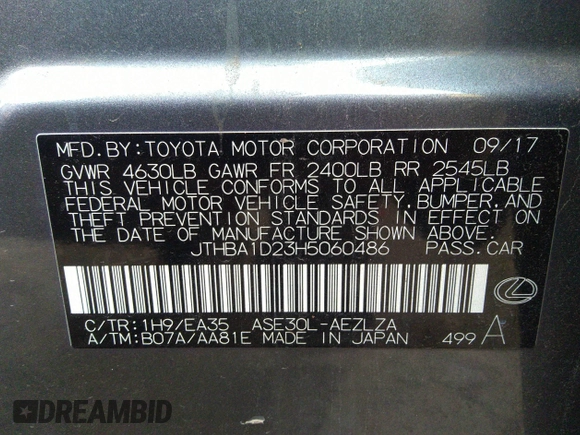 MFD.BY:TOYOTA MOTOR CORPORATION 09/17
GVWR 4630LB GAWR FR 2400LB RR 2545LB
THIS VEHICLE CONFORMS TO ALL APPLICABLE
FEDERAL MOTOR VEHICLE SAFETY,BUMPER,AND
THEFT PREVENTION STANDARDS IN EFFECT ON
THE DATE OF MANUFACTURE SHOWN ABOVE.
JTHBA1D23H5060486 PASS.CAR
C/TR:1H9/EA35 ASE30L-AEZLZA
A/TM:B07A/AA81E MADE IN JAPAN 499 A
DREAMBID